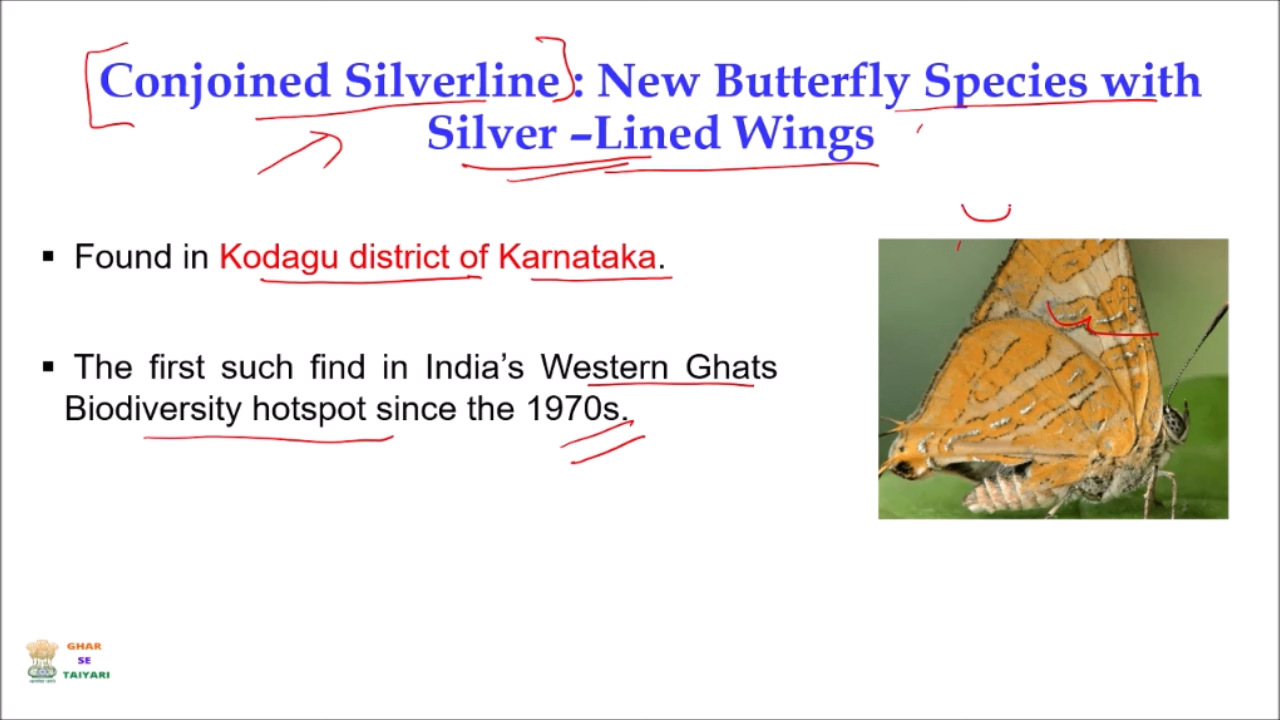 Conjoined Silverline : New Butterfly Species with
Silver –Lined Wings
▪ Found in Kodagu district of Karnataka.
▪ The first such find in India’s Western Ghats
Biodiversity hotspot since the 1970s.
GHAR
SE
TAIYARI